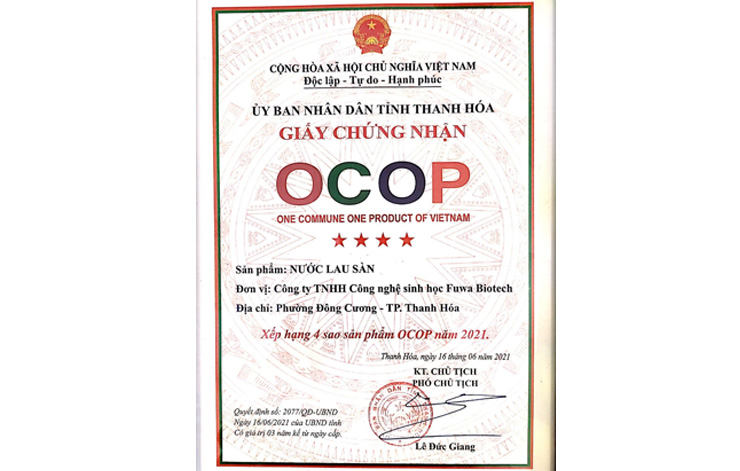 CỘNG HÒA XÃ HỘI CHỦ NGHĨA VIỆT NAM
Độc lập - Tự do - Hạnh phúc
ỦY BAN NHÂN DÂN TỈNH THANH HÓA
GIẤY CHỨNG NHẬN
OCOP
ONE COMMUNE ONE PRODUCT OF VIETNAM
Sản phẩm: NƯỚC LAU SÀN
Đơn vị: Công ty TNHH Công nghệ sinh học Fuwa Biotech
Địa chỉ: Phường Đông Cương - TP. Thanh Hóa
Xếp hạng 4 sao sản phẩm OCOP năm 2021.
Thanh Hóa, ngày 16 tháng 06 năm 2021
KT. CHỦ TỊCH
PHÓ CHỦ TỊCH
Quyết định số: 2077/QĐ-UBND
Ngày 16/06/2021 của UBND tỉnh
Có giá trị 03 năm kể từ ngày cấp.
Lê Đức Giang